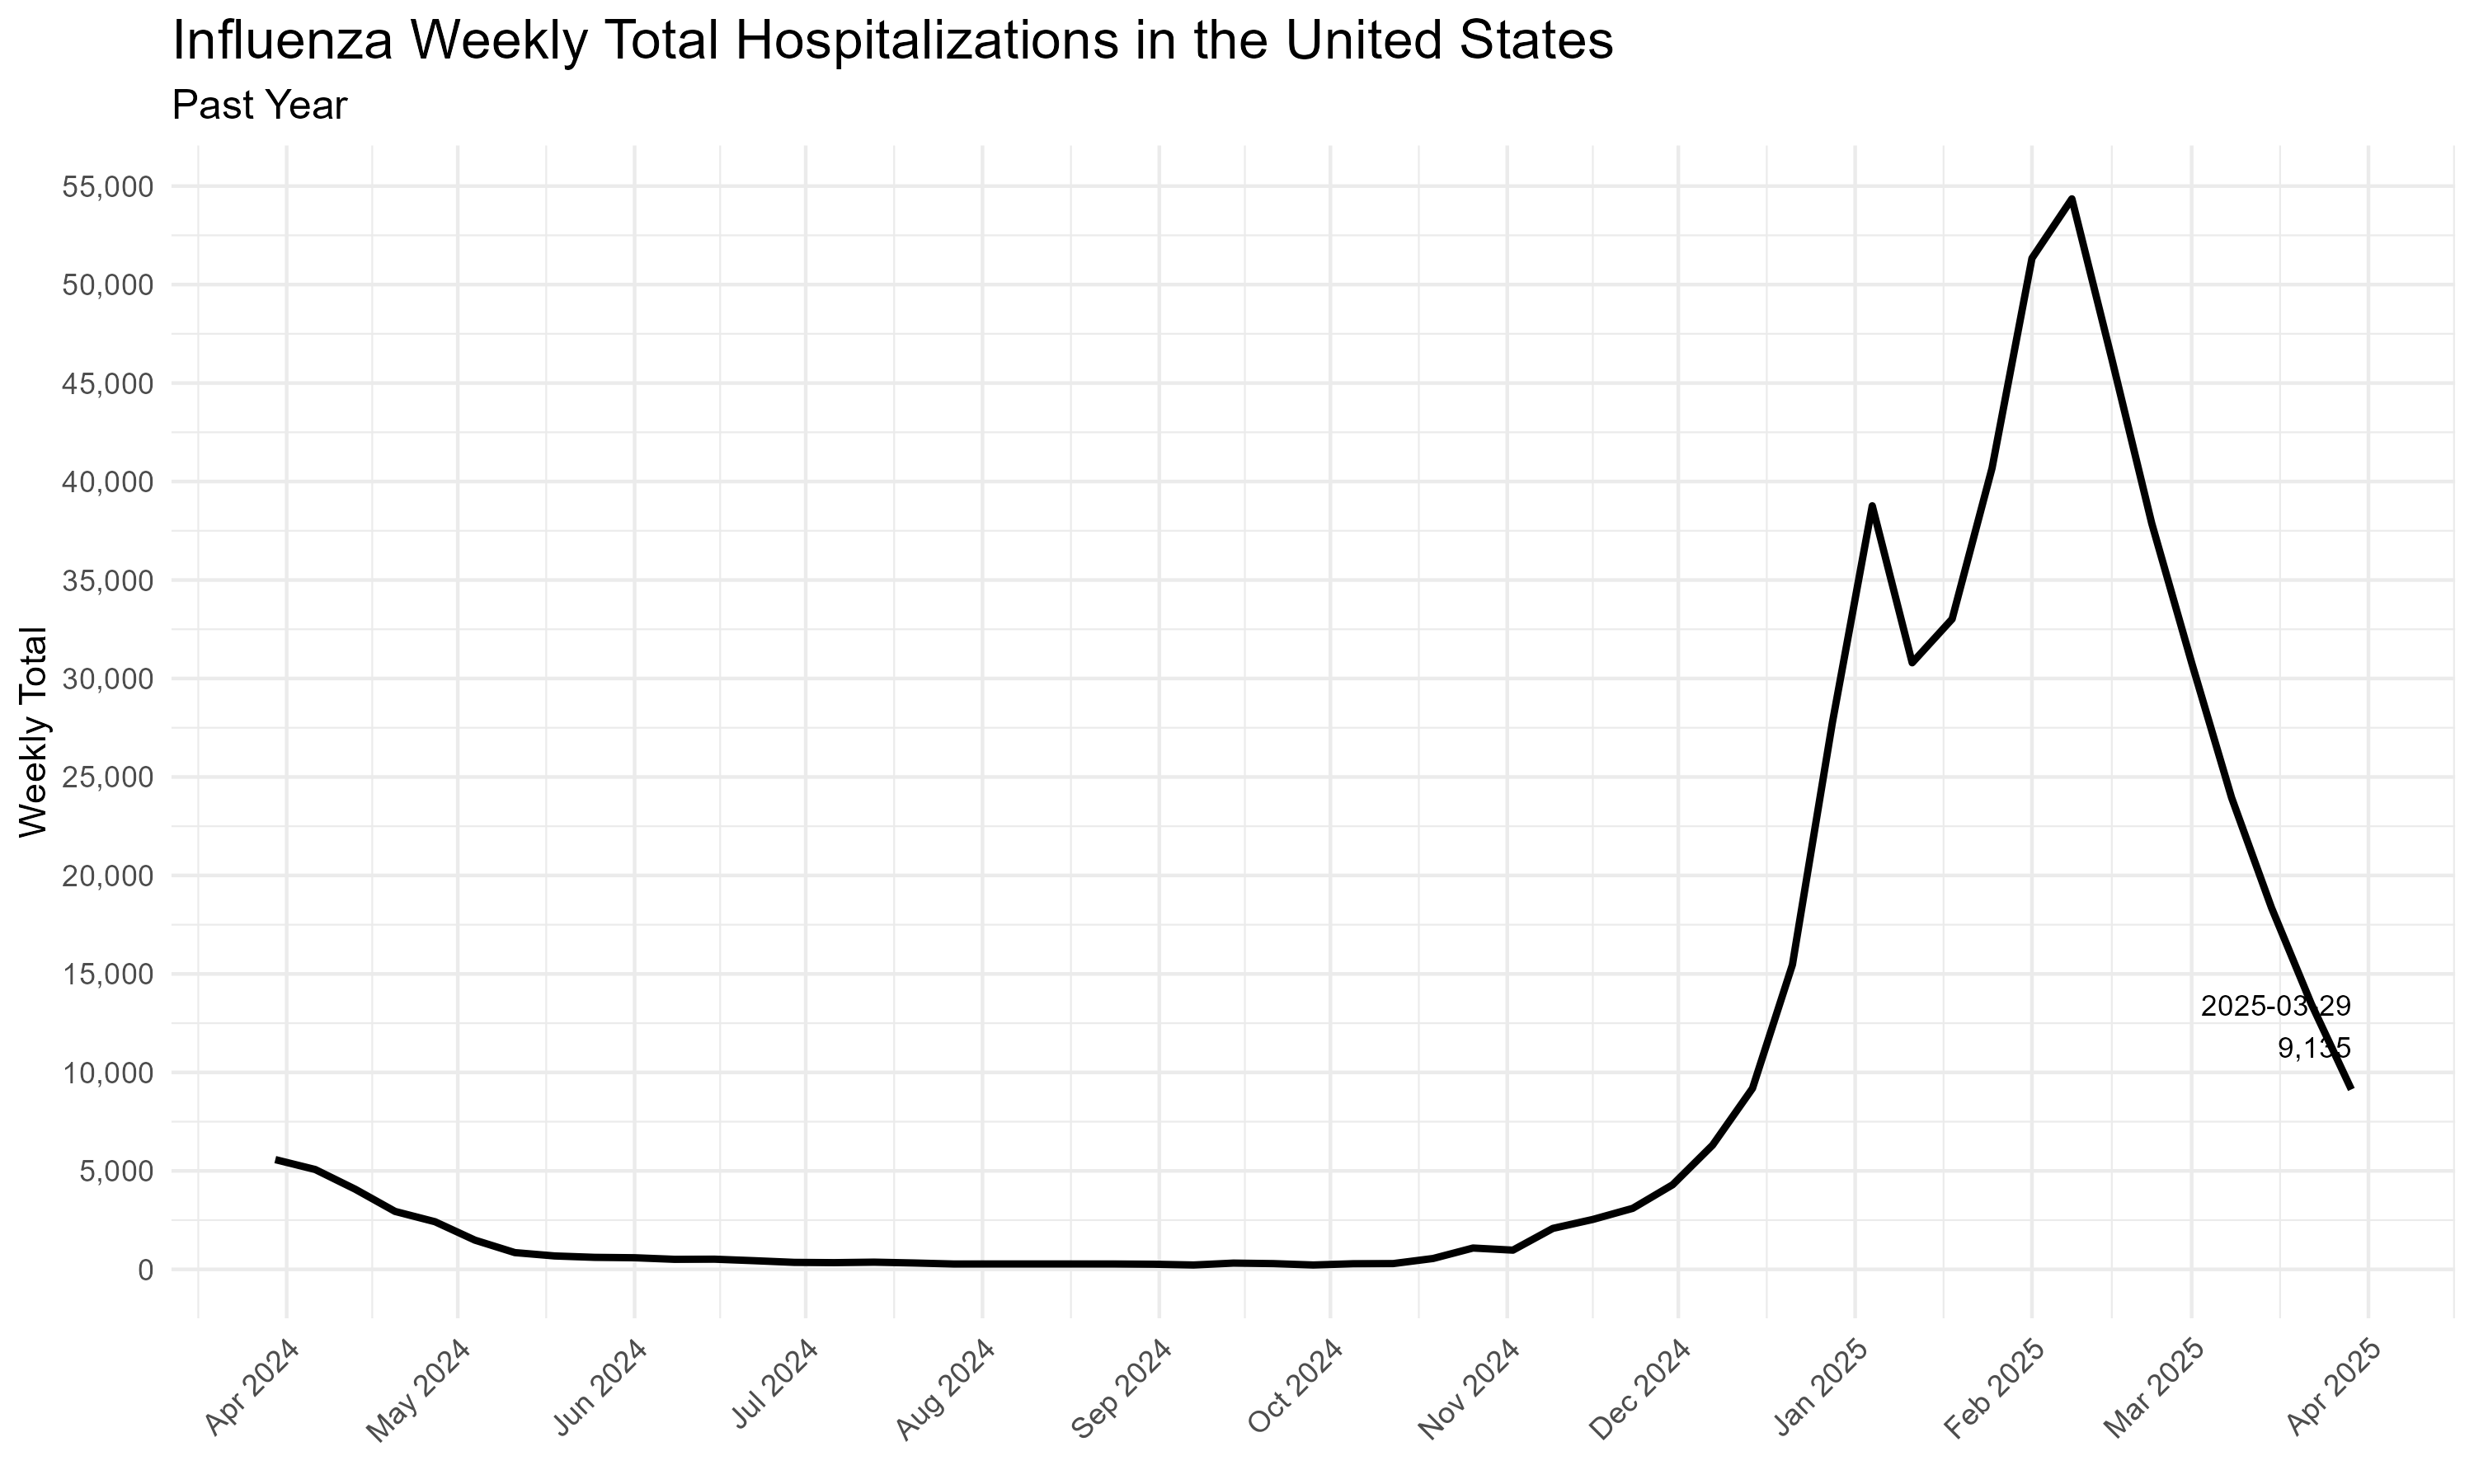 Influenza Weekly Total Hospitalizations in the United States
Past Year
55,000
50,000
45,000
40,000
35,000
30,000
25,000
20,000
15,000
10,000
5,000
0
Weekly Total
2025-03-29
9,135
Apr 2024
May 2024
Jun 2024
Jul 2024
Aug 2024
Sep 2024
Oct 2024
Nov 2024
Dec 2024
Jan 2025
Feb 2025
Mar 2025
Apr 2025